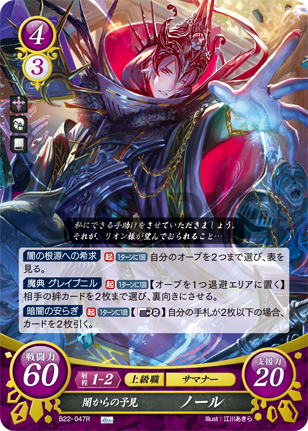 4
3
私にできる手助けをさせていただきましょう。
それが、リオン様が望んでおられること…
闇の根源への希求 起 1ターンに1回 自分のオーブを2つまで選び、表を
見る。
魔典 グレイプニル 起 1ターンに1回 【オーブを1つ退避エリアに置く】
相手の絆カードを2枚まで選び、裏向きにする。
暗闇の安らぎ 起 1ターンに1回 【2】自分の手札が2枚以下の場合、
カードを2枚引く。
戦闘力
60
射程 1-2 上級職 サマナー
支援力
20
闇からの予見 ノール
B22-047R
Illust：江川あきら